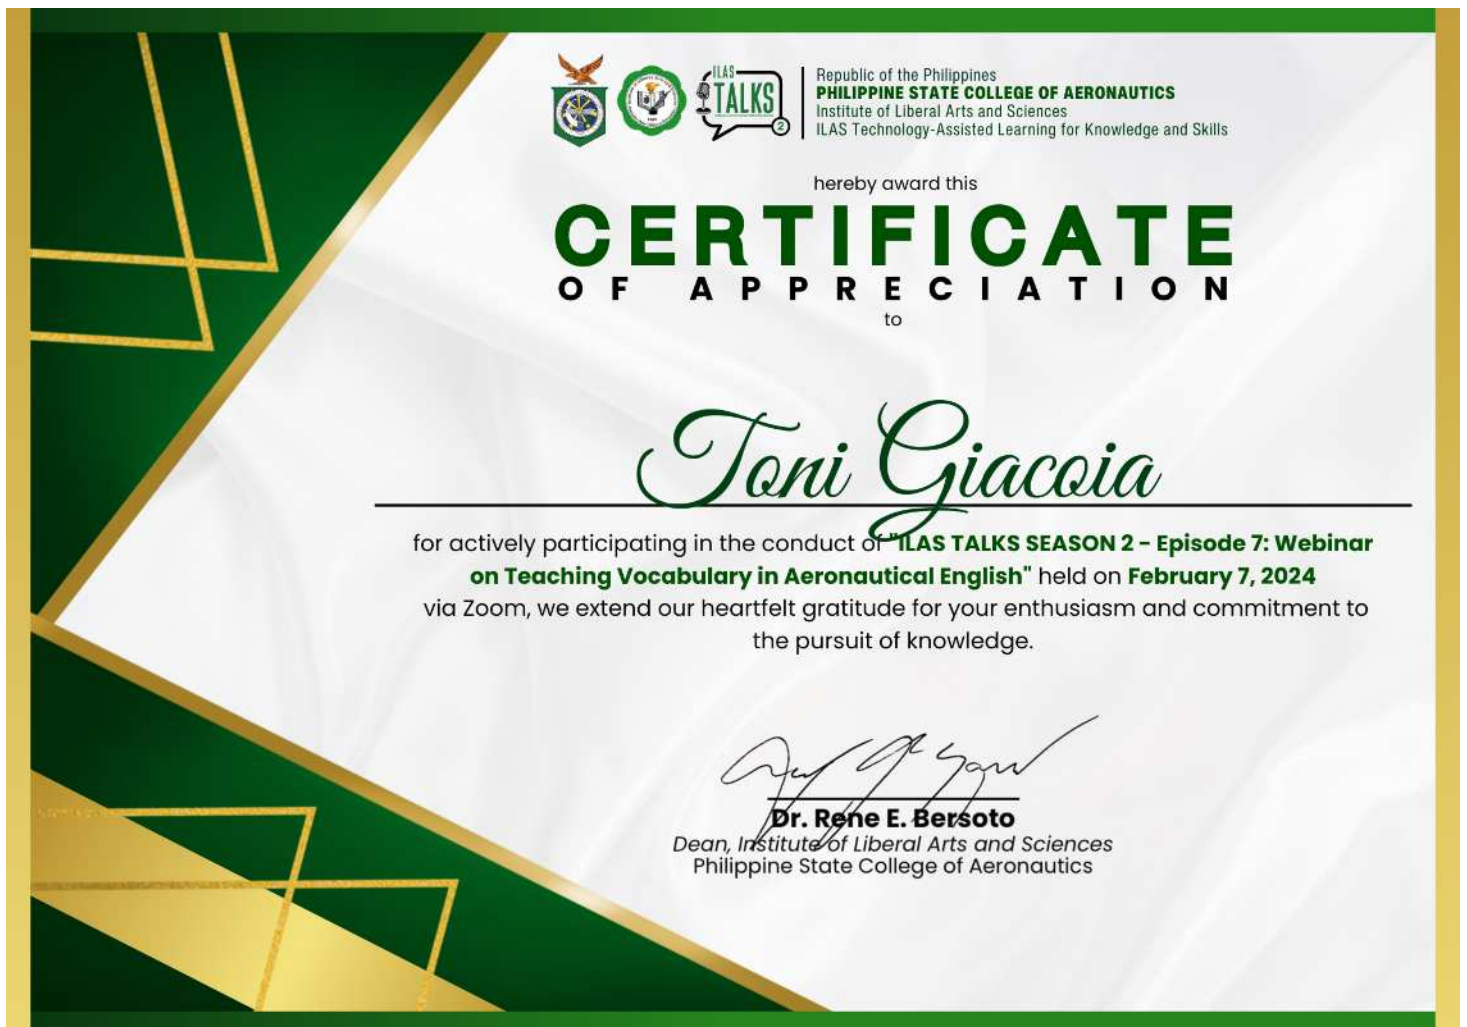 ILAS
TALKS
2
Republic of the Philippines
PHILIPPINE STATE COLLEGE OF AERONAUTICS
Institute of Liberal Arts and Sciences
ILAS Technology-Assisted Learning for Knowledge and Skills
hereby award this
CERTIFICATE
OF APPRECIATION
to
Toni Giacoia
for actively participating in the conduct of "ILAS TALKS SEASON 2 - Episode 7: Webinar
on Teaching Vocabulary in Aeronautical English" held on February 7, 2024
via Zoom, we extend our heartfelt gratitude for your enthusiasm and commitment to
the pursuit of knowledge.
Dr. Rene E. Bersoto
Dean, Institute of Liberal Arts and Sciences
Philippine State College of Aeronautics